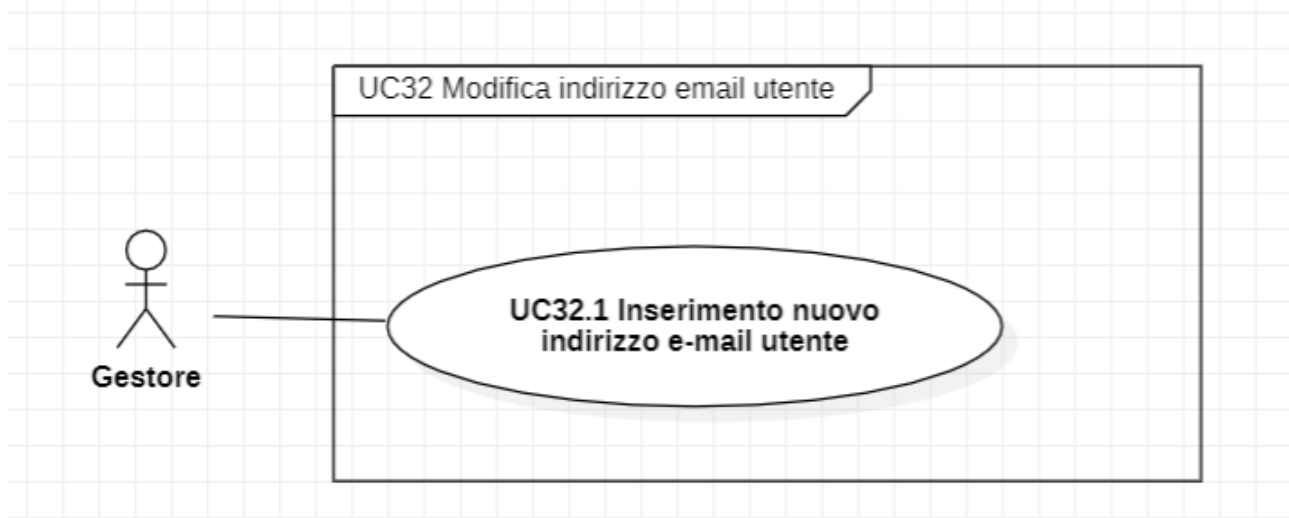 UC32 Modifica indirizzo email utente
UC32.1 Inserimento nuovo
indirizzo e-mail utente
Gestore